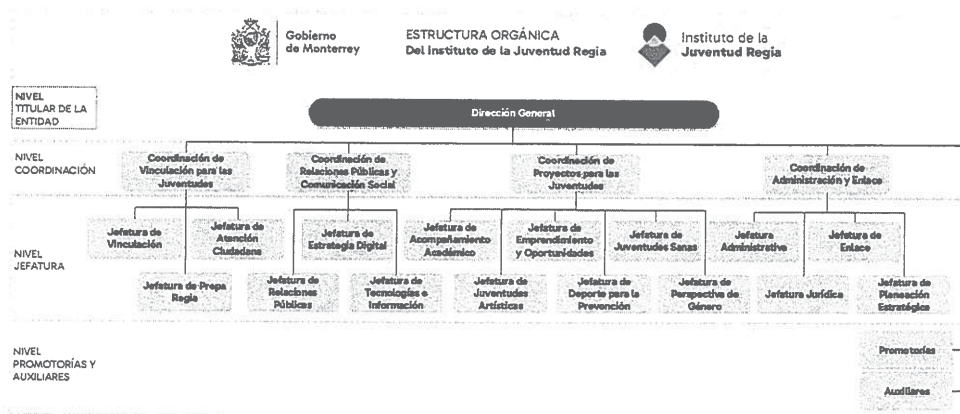 Gobierno
de Monterrey
ESTRUCTURA ORGÁNICA
Del Instituto de la Juventud Regia
Instituto de la
Juventud Regia
NIVEL
TITULAR DE LA
ENTIDAD
Dirección General
NIVEL
COORDINACIÓN
Coordinación de
Vinculación para las
Juventudes
Coordinación de
Relaciones Públicas y
Comunicación Social
Coordinación de
Proyectos para las
Juventudes
Coordinación de
Administración y Enlace
NIVEL
JEFATURA
Jefatura de
Vinculación
Jefatura de
Atención
Ciudadana
Jefatura de
Estrategia Digital
Jefatura de
Acompañamiento
Académico
Jefatura de
Emprendimiento
y Oportunidades
Jefatura de
Juventudes Sanas
Jefatura
Administrativa
Jefatura de
Enlace
Jefatura de Prepa
Regia
Jefatura de
Relaciones
Públicas
Jefatura de
Tecnologías e
Información
Jefatura de
Juventudes
Artísticas
Jefatura de
Deporte para la
Prevención
Jefatura de
Perspectiva de
Género
Jefatura Jurídica
Jefatura de
Planeación
Estratégica
NIVEL
PROMOTORÍAS Y
AUXILIARES
Promotorías
Auxiliares